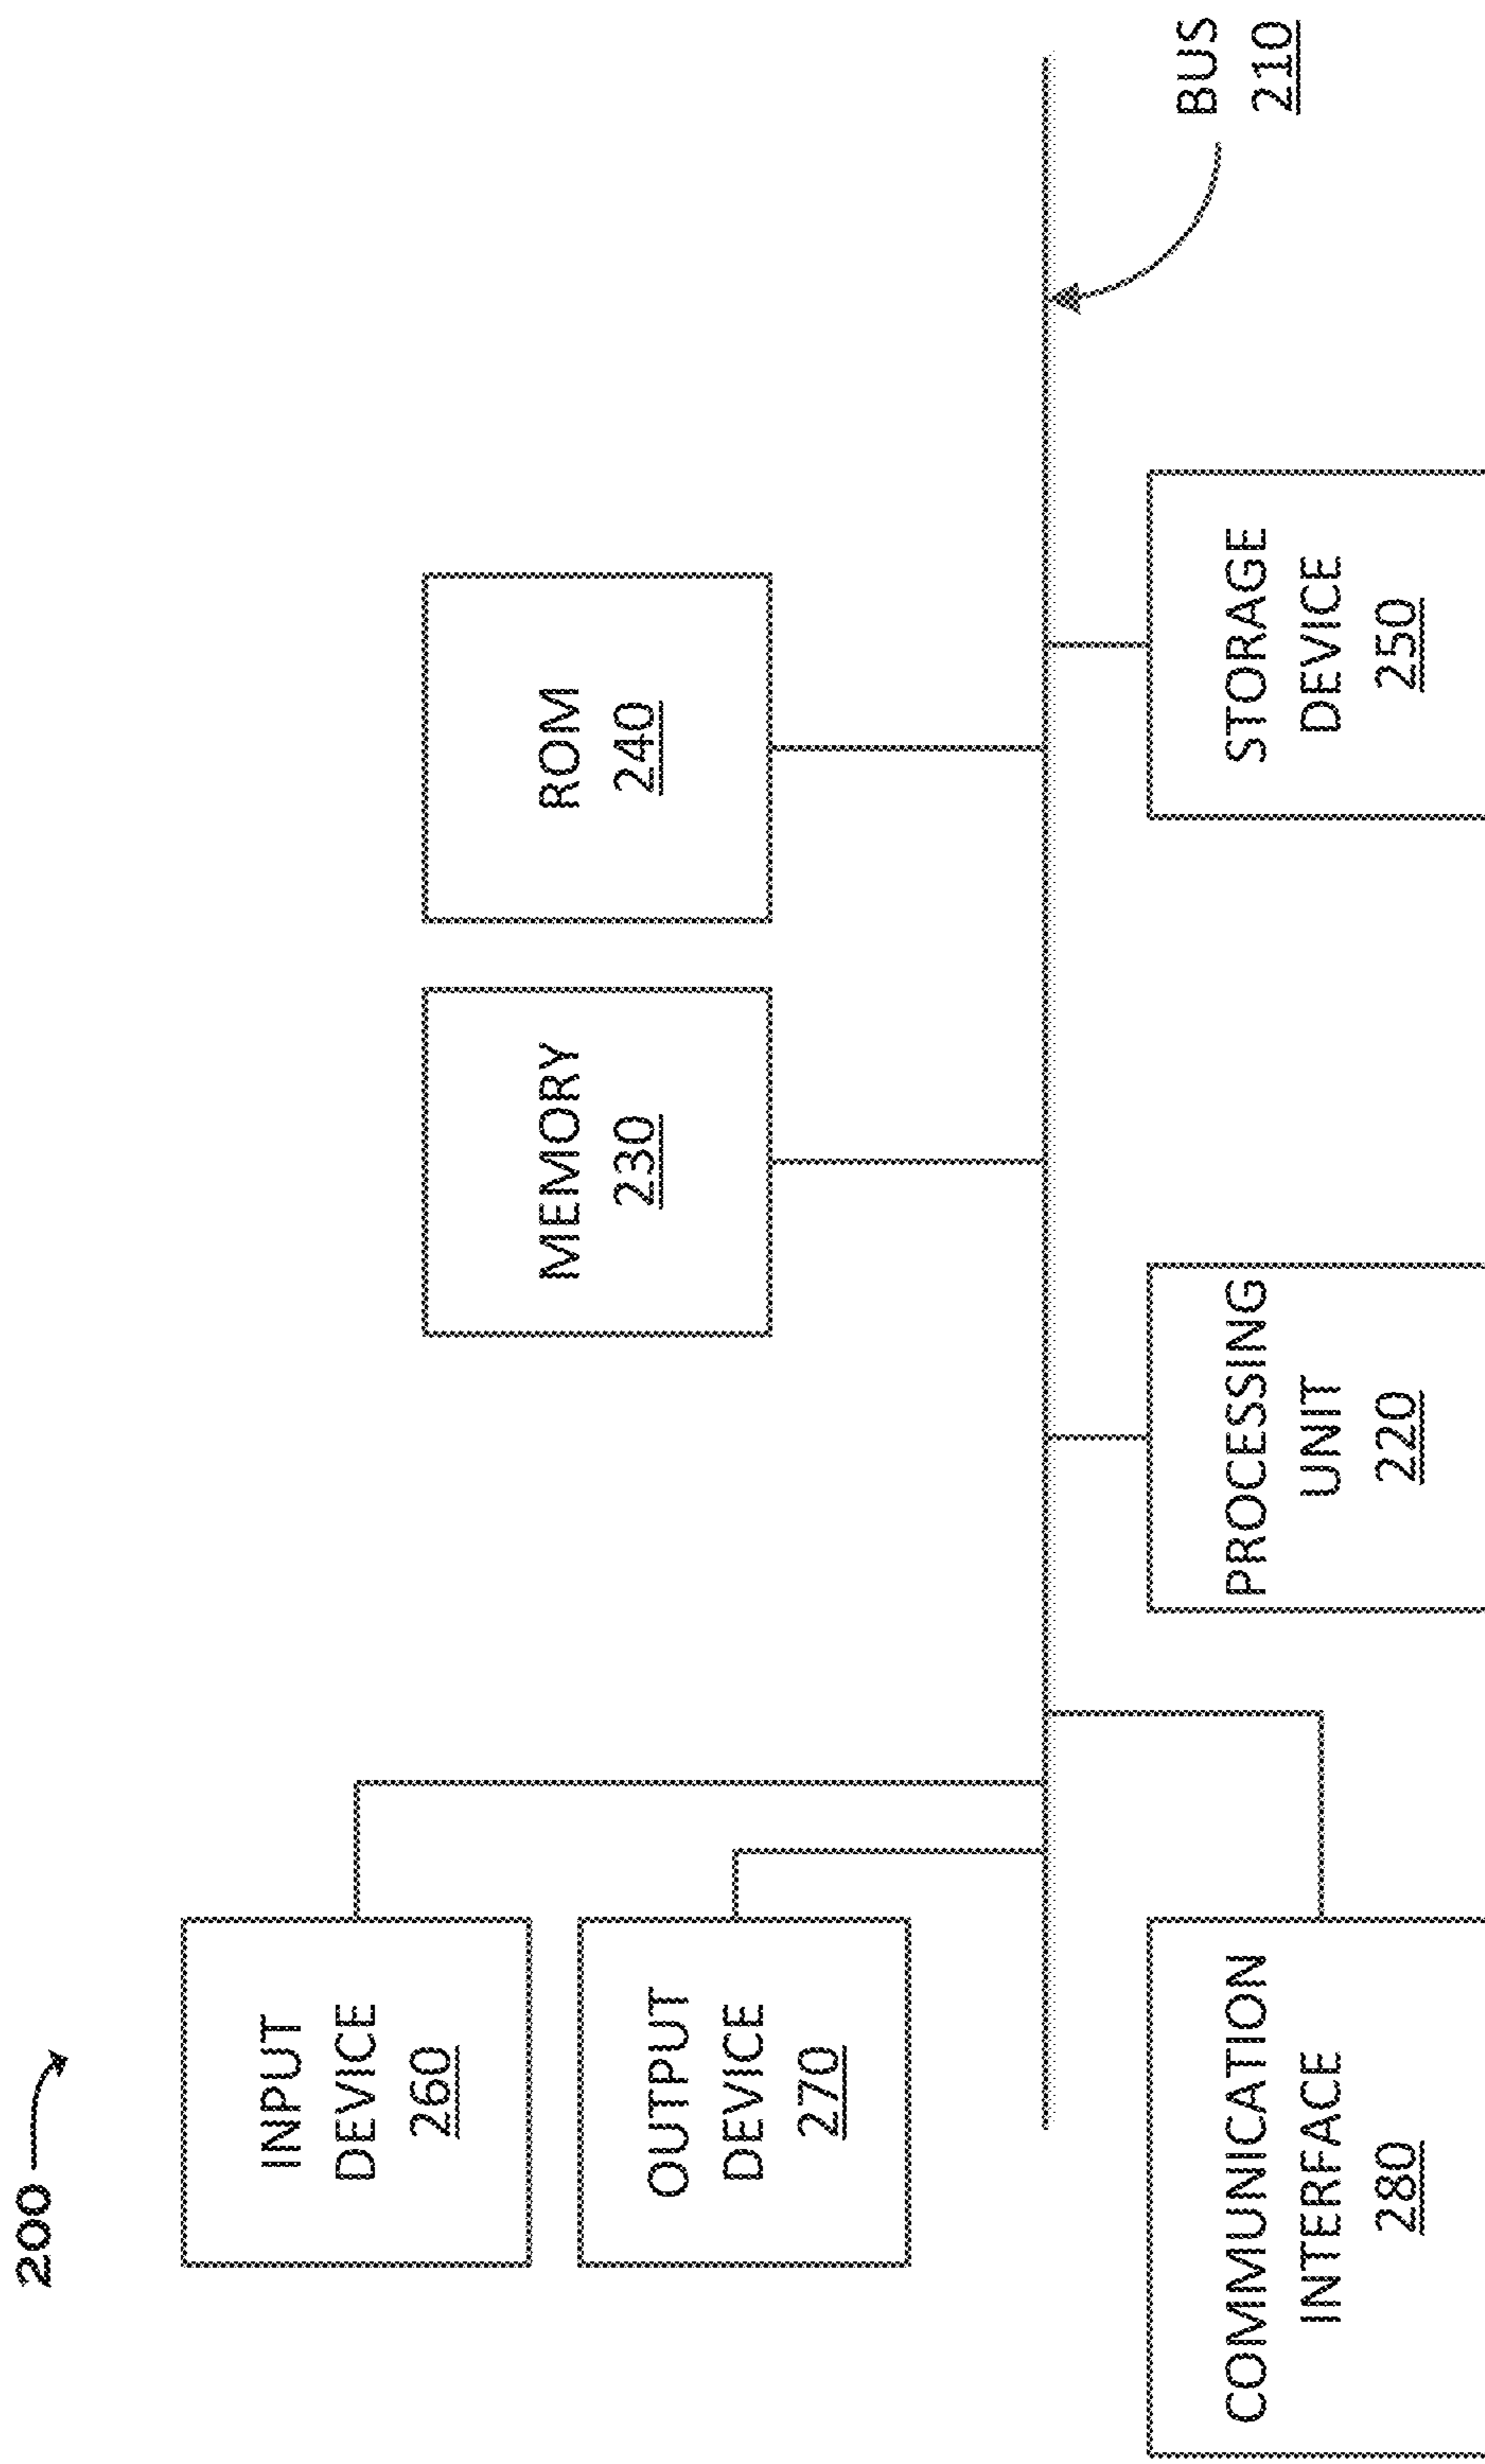 200
INPUT
DEVICE
260
OUTPUT
DEVICE
270
COMMUNICATION
INTERFACE
280
MEMORY
230
ROM
240
PROCESSING
UNIT
220
STORAGE
DEVICE
250
BUS
210